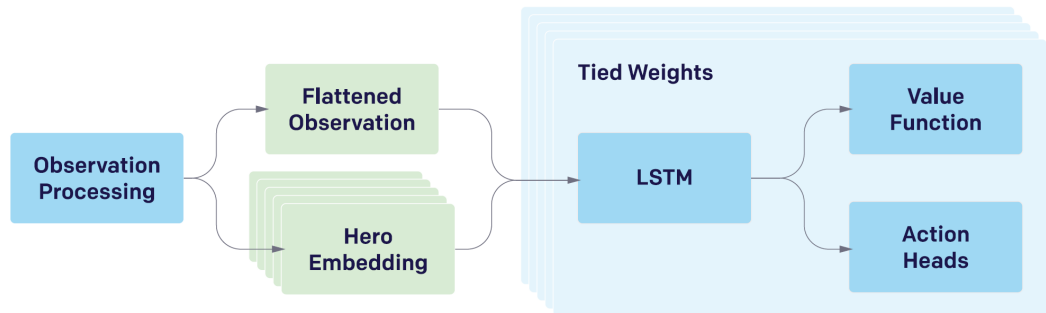 Observation
Processing
Flattened
Observation
Hero
Embedding
Tied Weights
LSTM
Value
Function
Action
Heads